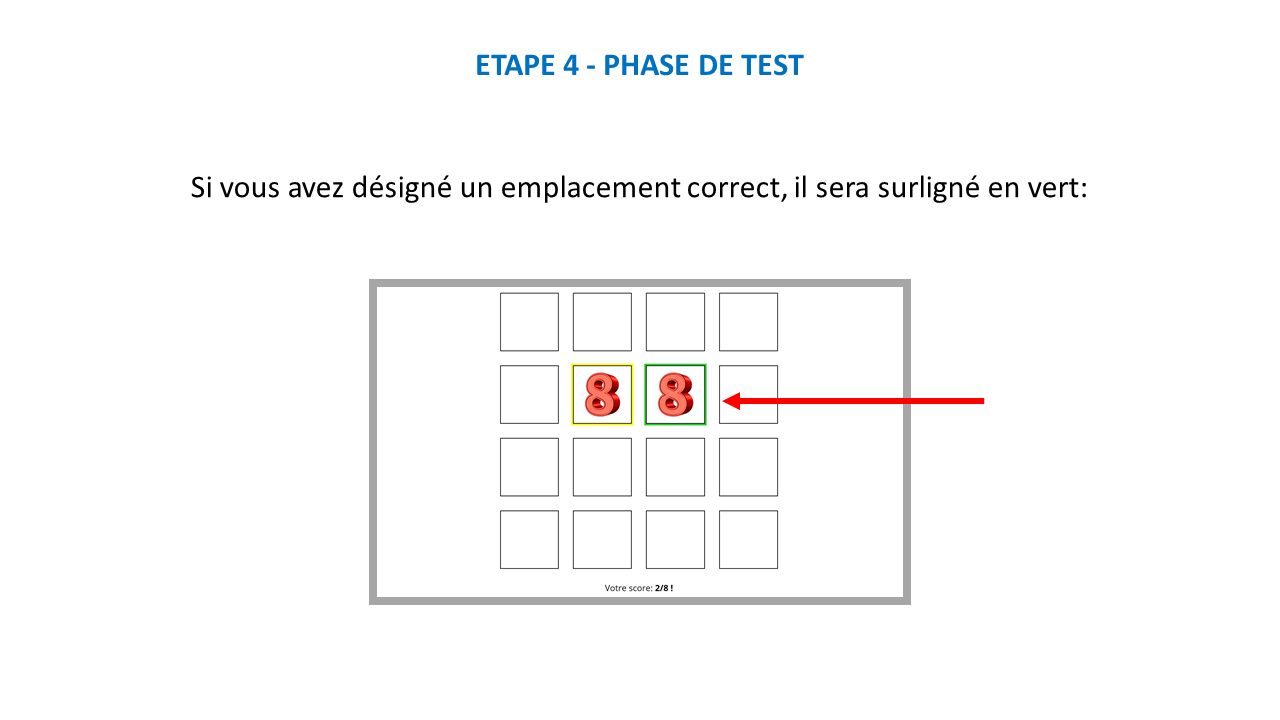 ETAPE 4 - PHASE DE TEST
Si vous avez désigné un emplacement correct, il sera surligné en vert:
8 8
Votre score: 2/8 !